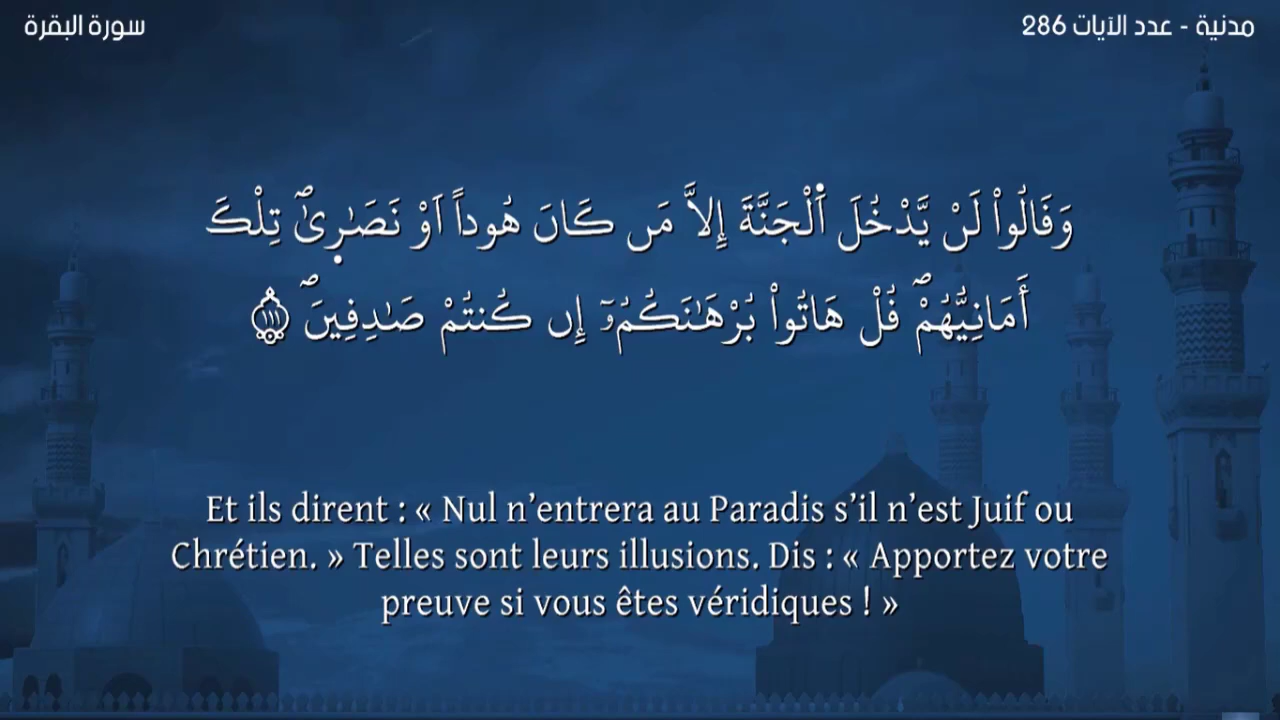 مدنية - عدد الآيات 286
سورة البقرة
وَقَالُواْ لَنْ يَّدْخُلَ اَ۬لْجَنَّةَ إِلَّا مَن كَانَ هُوداً اَوْ نَصَٰر۪يٰۖ تِلْكَ
أَمَانِيُّهُمْۖ قُلْ هَاتُواْ بُرْهَٰنَكُمُۥٓ إِن كُنتُمْ صَٰدِقِينَۖ ١١١
Et ils dirent : « Nul n’entrera au Paradis s’il n’est Juif ou
Chrétien. » Telles sont leurs illusions. Dis : « Apportez votre
preuve si vous êtes véridiques ! »